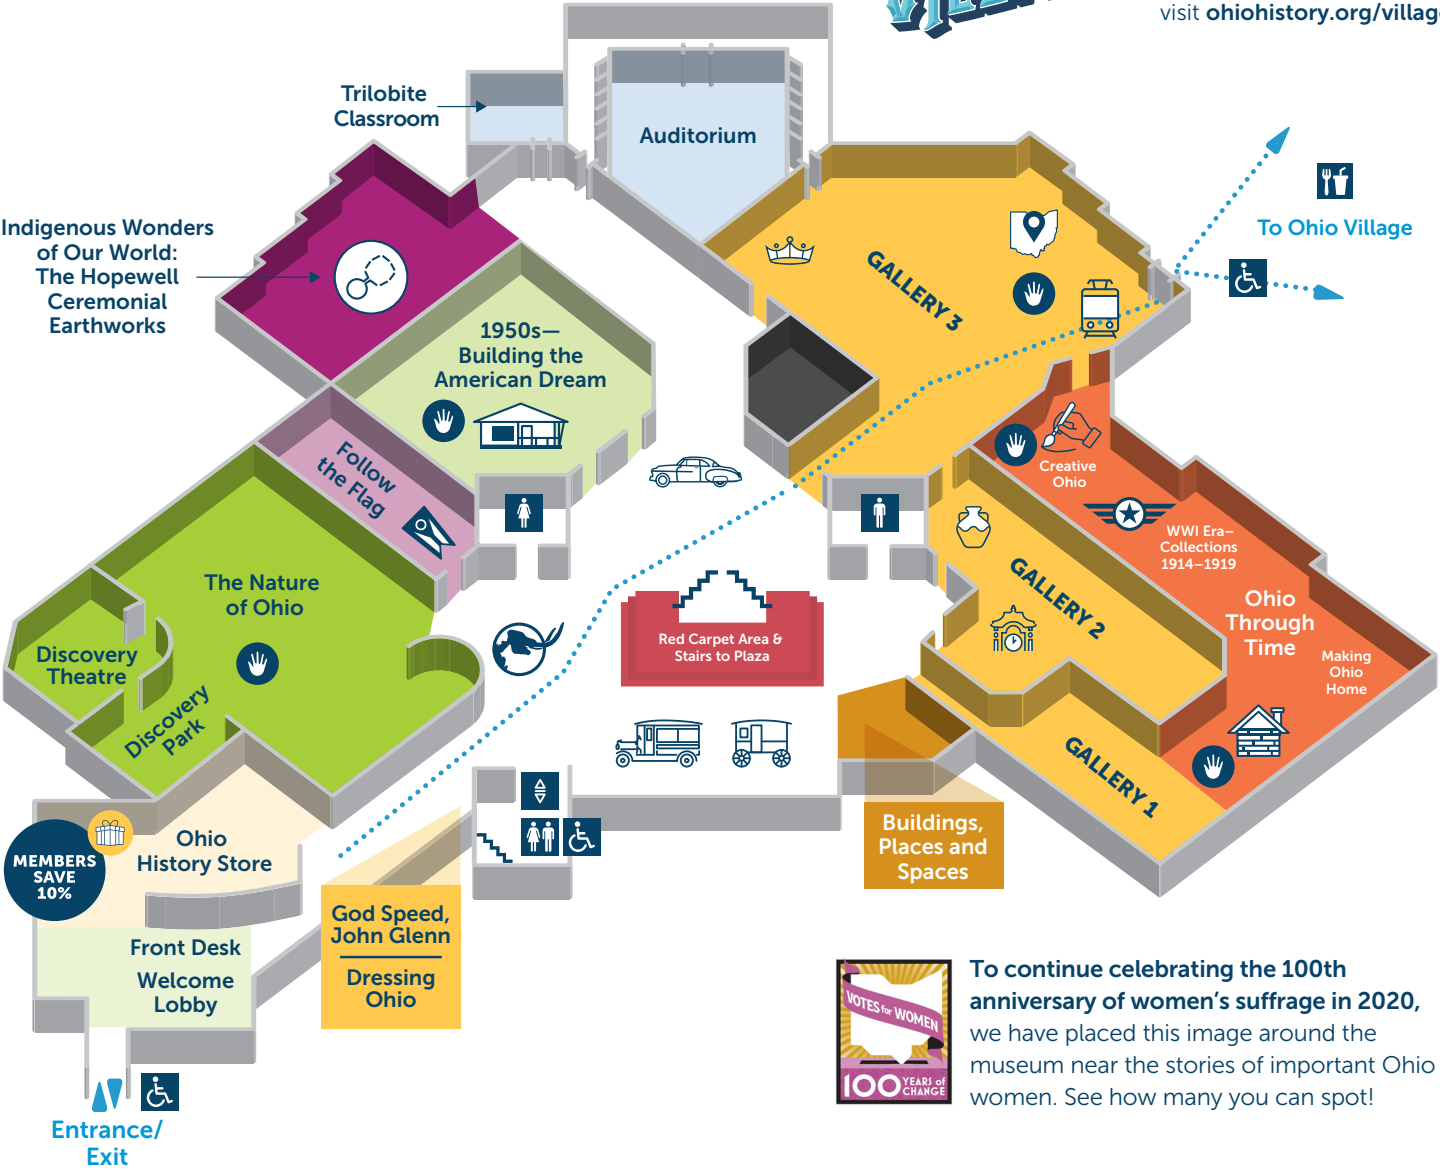 visit ohiohistory.org/villag
Trilobite
Classroom
Auditorium
Indigenous Wonders
of Our World:
The Hopewell
Ceremonial
Earthworks
To Ohio Village
GALLERY 3
1950s—
Building the
American Dream
Follow
the Flag
Creative
Ohio
WWI Era–
Collections
1914–1919
The Nature
of Ohio
GALLERY 2
Ohio
Through
Time
Red Carpet Area &
Stairs to Plaza
Discovery
Theatre
Making
Ohio
Home
Discovery
Park
GALLERY 1
Ohio
History Store
MEMBERS
SAVE
10%
Buildings,
Places and
Spaces
God Speed,
John Glenn
Dressing
Ohio
Front Desk
Welcome
Lobby
Entrance/
Exit
VOTES for WOMEN
100 YEARS of
CHANGE
To continue celebrating the 100th
anniversary of women's suffrage in 2020,
we have placed this image around the
museum near the stories of important Ohio
women. See how many you can spot!